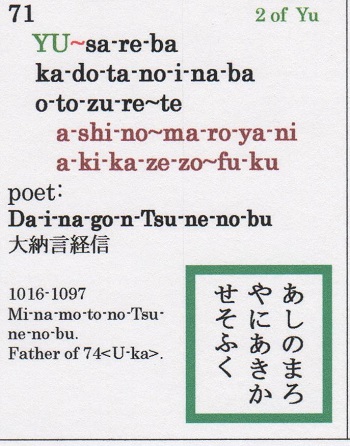 71
2 of Yu
YU~sa-re-ba
ka-do-ta-no-i-na-ba
o-to-zu-re~te
a-shi-no~ma-ro-ya-ni
a-ki-ka-ze-zo~fu-ku
poet:
Da-i-na-go-n-Tsu-ne-no-bu
大納言経信
1016-1097
Mi-na-mo-to-no-Tsu-
ne-no-bu.
Father of 74<U-ka>.
あしのまろ
やにあきか
せそふく